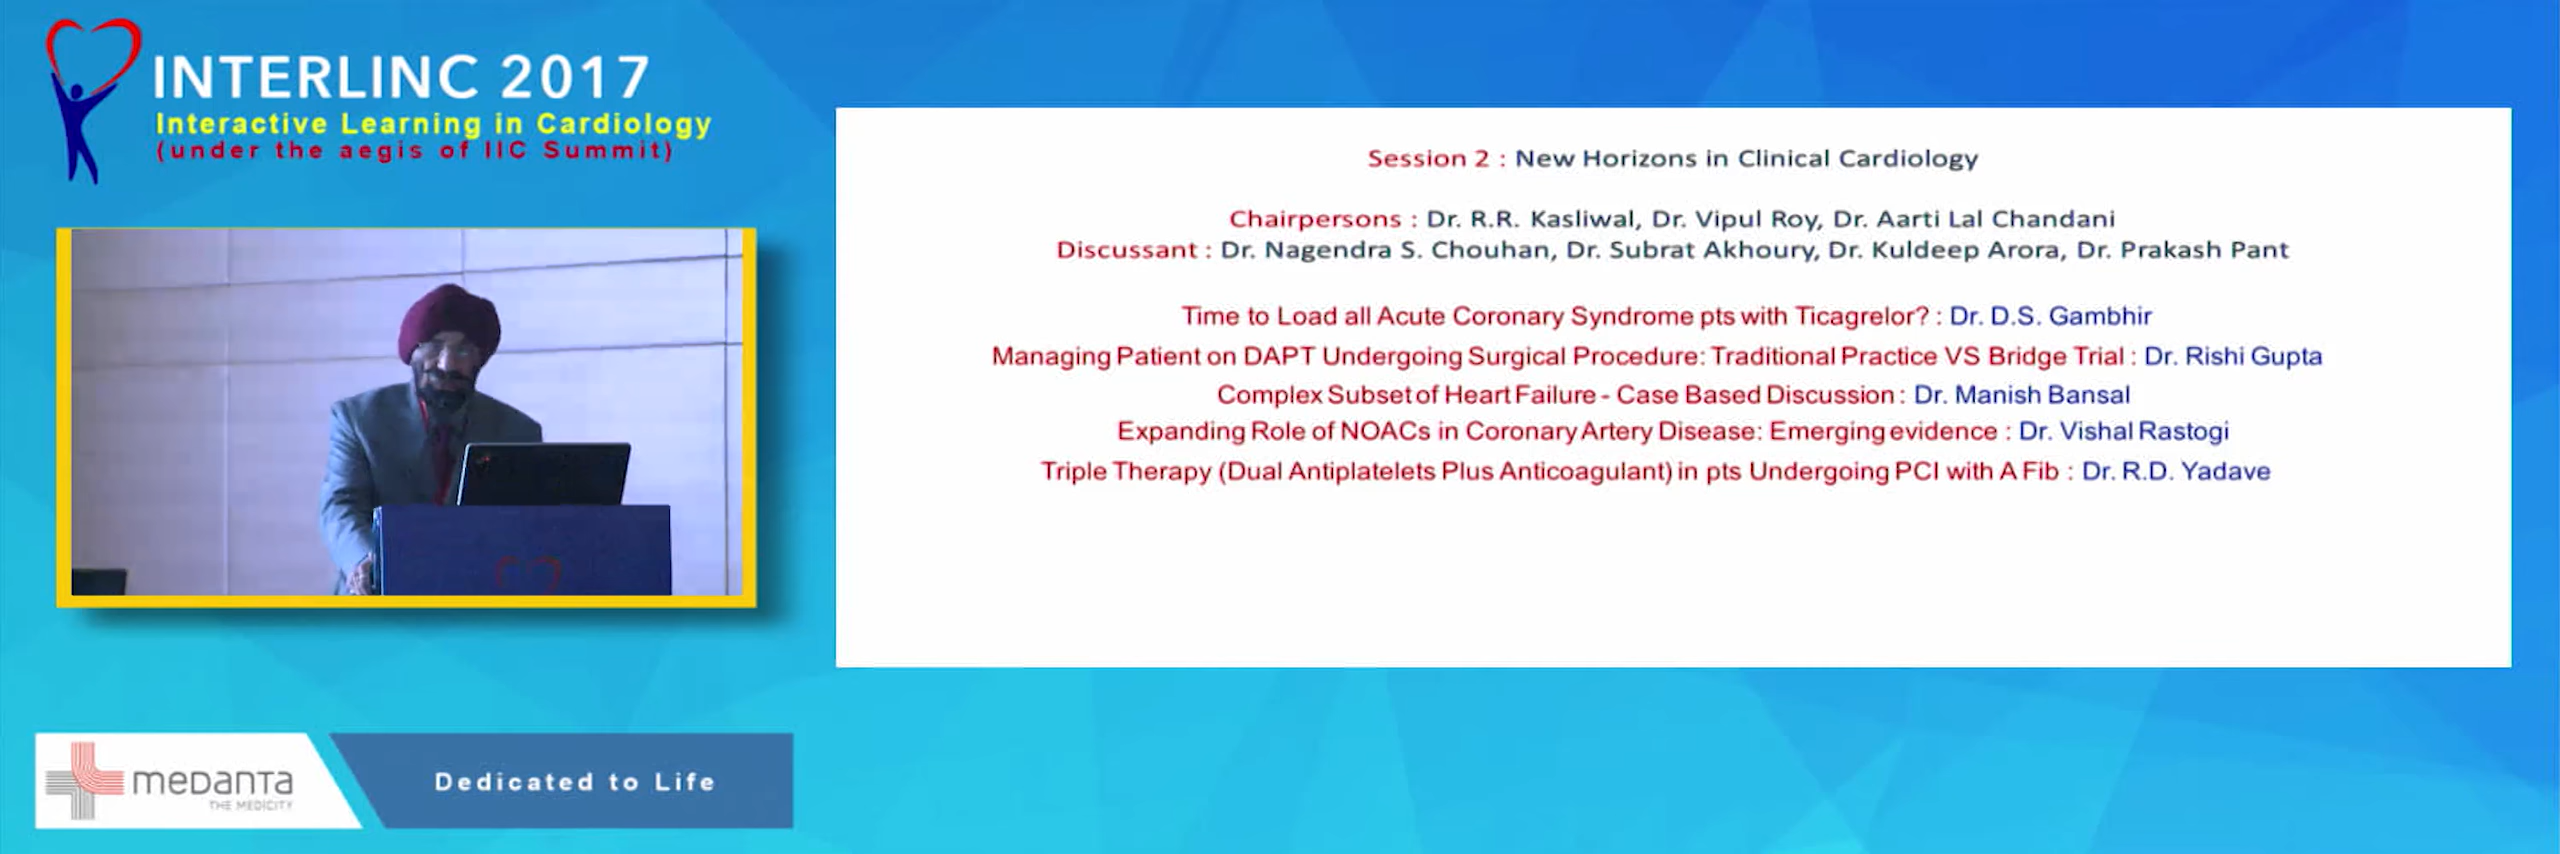 INTERLINC 2017
Interactive Learning in Cardiology
(under the aegis of IIC Summit)
Session 2 : New Horizons in Clinical Cardiology
Chairpersons : Dr. R.R. Kasliwal, Dr. Vipul Roy, Dr. Aarti Lal Chandani
Discussant : Dr. Nagendra S. Chouhan, Dr. Subrat Akhoury, Dr. Kuldeep Arora, Dr. Prakash Pant
Time to Load all Acute Coronary Syndrome pts with Ticagrelor? : Dr. D.S. Gambhir
Managing Patient on DAPT Undergoing Surgical Procedure: Traditional Practice VS Bridge Trial : Dr. Rishi Gupta
Complex Subset of Heart Failure - Case Based Discussion : Dr. Manish Bansal
Expanding Role of NOACs in Coronary Artery Disease: Emerging evidence : Dr. Vishal Rastogi
Triple Therapy (Dual Antiplatelets Plus Anticoagulant) in pts Undergoing PCI with A Fib : Dr. R.D. Yadave
medanta
THE MEDICITY
Dedicated to Life